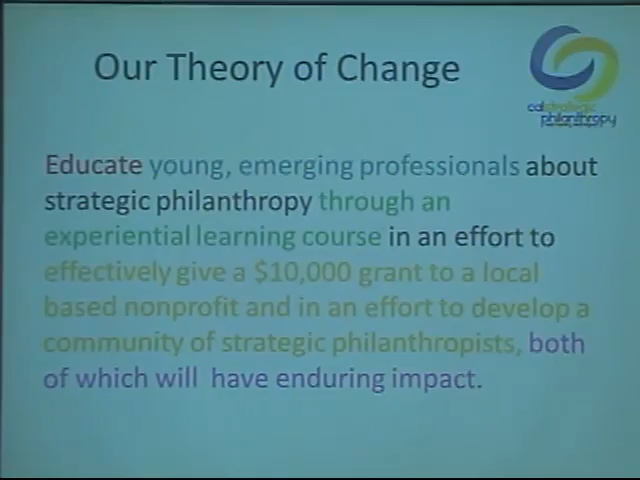 Our Theory of Change
calstrategic
philanthropy
Educate young, emerging professionals about
strategic philanthropy through an
experiential learning course in an effort to
effectively give a $10,000 grant to a local
based nonprofit and in an effort to develop a
community of strategic philanthropists, both
of which will have enduring impact.